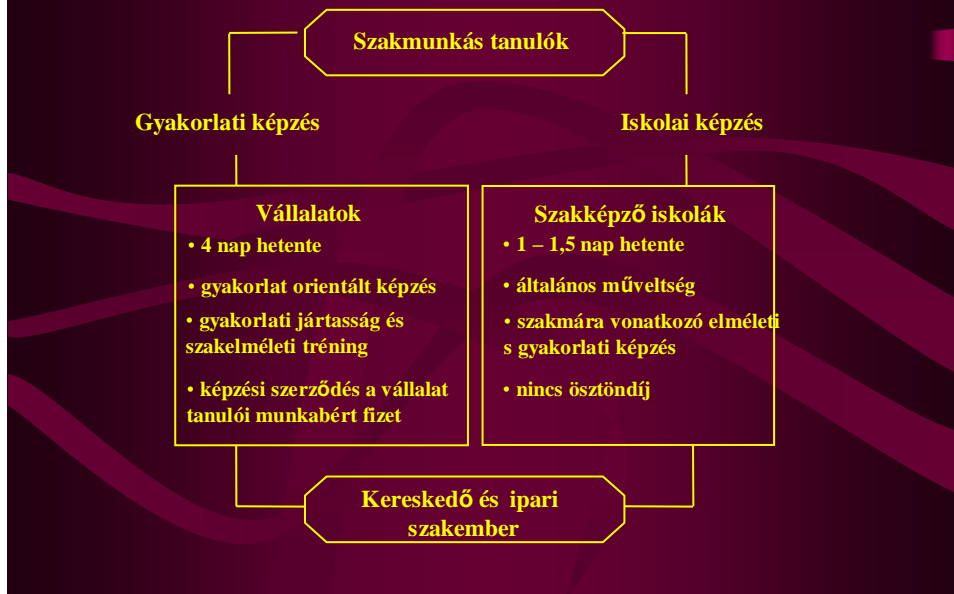 Szakmunkás tanulók
Gyakorlati képzés
Iskolai képzés
Vállalatok
• 4 nap hetente
• gyakorlat orientált képzés
• gyakorlati jártasság és
szakelméleti tréning
• képzési szerződés a vállalat
tanulói munkabért fizet
Szakképző iskolák
• 1 – 1,5 nap hetente
• általános műveltség
• szakmára vonatkozó elméleti
s gyakorlati képzés
• nincs ösztöndíj
Kereskedő és ipari
szakember